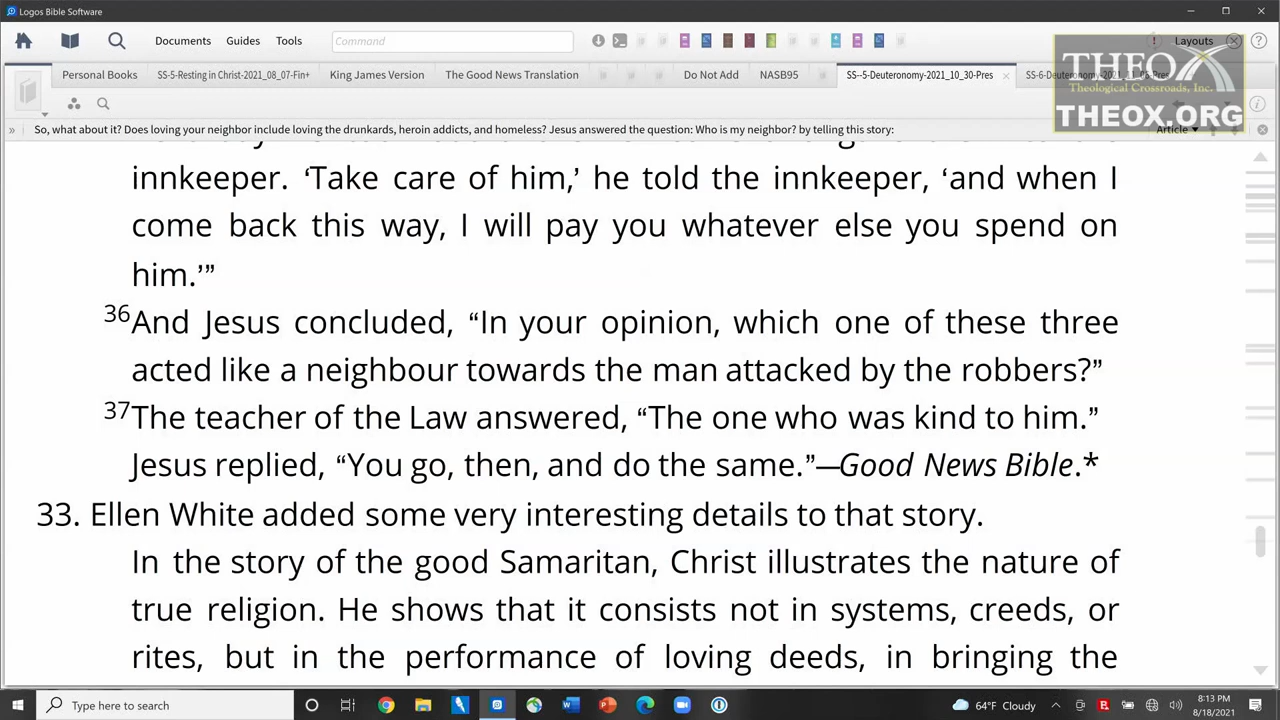 Logos Bible Software
Documents Guides Tools Command Layouts
Personal Books SS-5-Resting in Christ-2021_08_07-Fin+ King James Version The Good News Translation Do Not Add NASB95 SS--5-Deuteronomy-2021_10_30-Pres SS-6-Deuteronomy-2021_11_06-Pres
THEOX
Theological Crossroads, Inc.
THEOX.ORG
So, what about it? Does loving your neighbor include loving the drunkards, heroin addicts, and homeless? Jesus answered the question: Who is my neighbor? by telling this story: Article
innkeeper. ‘Take care of him,’ he told the innkeeper, ‘and when I
come back this way, I will pay you whatever else you spend on
him.’”
36And Jesus concluded, “In your opinion, which one of these three
acted like a neighbour towards the man attacked by the robbers?”
37The teacher of the Law answered, “The one who was kind to him.”
Jesus replied, “You go, then, and do the same.”—Good News Bible.*
33. Ellen White added some very interesting details to that story.
In the story of the good Samaritan, Christ illustrates the nature of
true religion. He shows that it consists not in systems, creeds, or
rites, but in the performance of loving deeds, in bringing the
Type here to search 64°F Cloudy 8:13 PM
8/18/2021